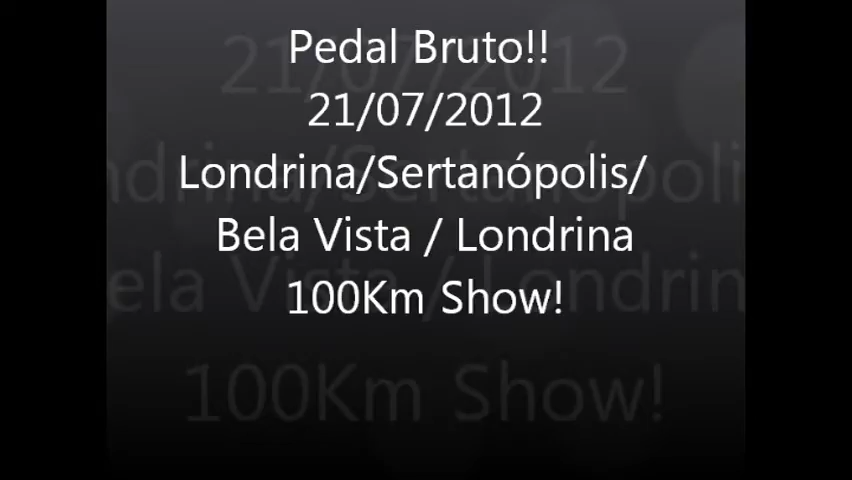 Pedal Bruto!!
21/07/2012
Londrina/Sertanópolis/
Bela Vista / Londrina
100Km Show!